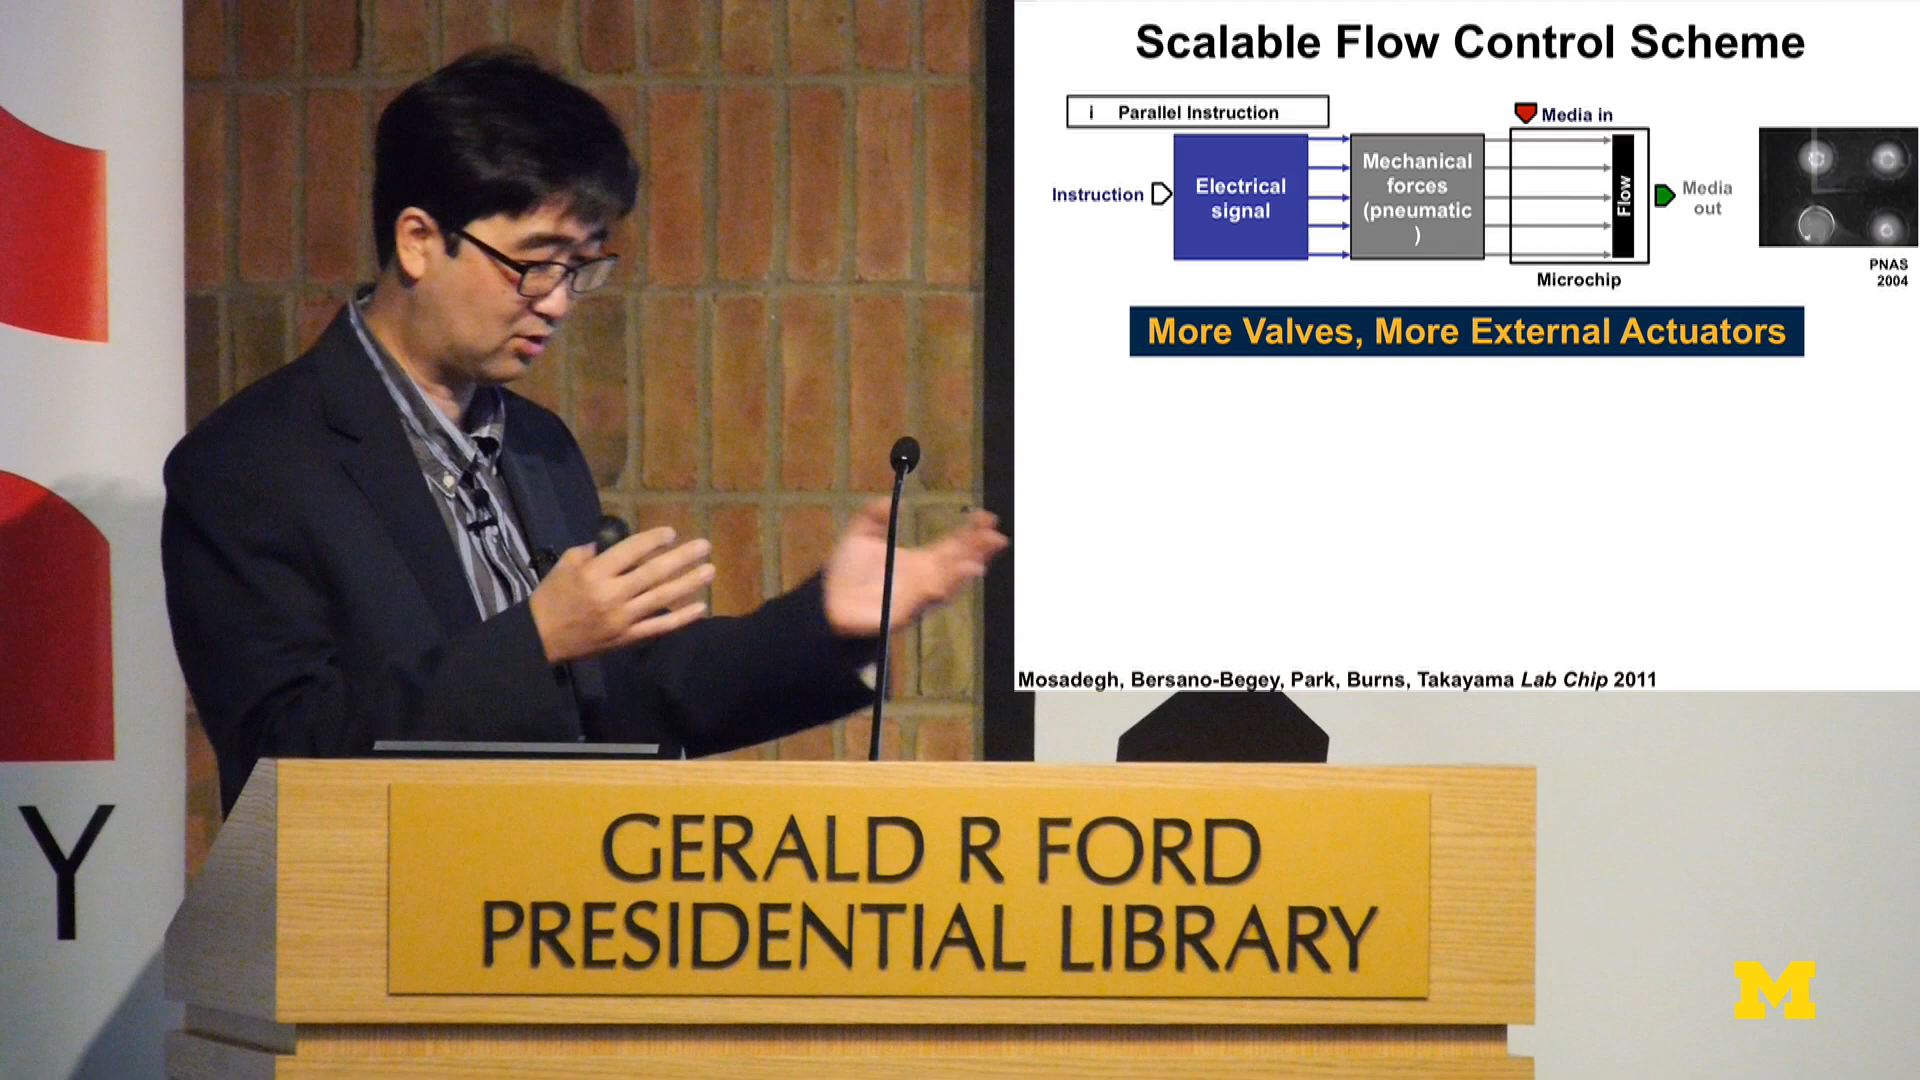 Scalable Flow Control Scheme
i Parallel Instruction
Media in
Instruction
Electrical
signal
Mechanical
forces
(pneumatic
)
Flow
Media
out
Microchip
PNAS
2004
More Valves, More External Actuators
Mosadegh, Bersano-Begey, Park, Burns, Takayama Lab Chip 2011
Y
GERALD R FORD
PRESIDENTIAL LIBRARY
M